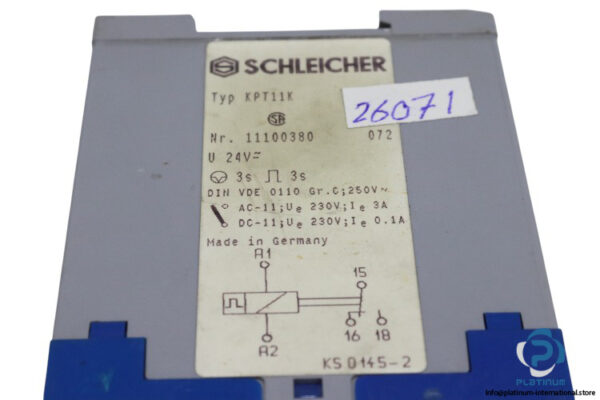 SCHLEICHER
Typ KPT11K
26071
SA
Nr. 11100380 072
U 24V
3s 3s
DIN VDE 0110 Gr.C;250V~
AC-11;Ue 230V;Ie 3A
DC-11;Ue 230V;Ie 0.1A
Made in Germany
A1
15
16 18
A2
KS 0145-2
PLATINUM
info@platinum-international.store